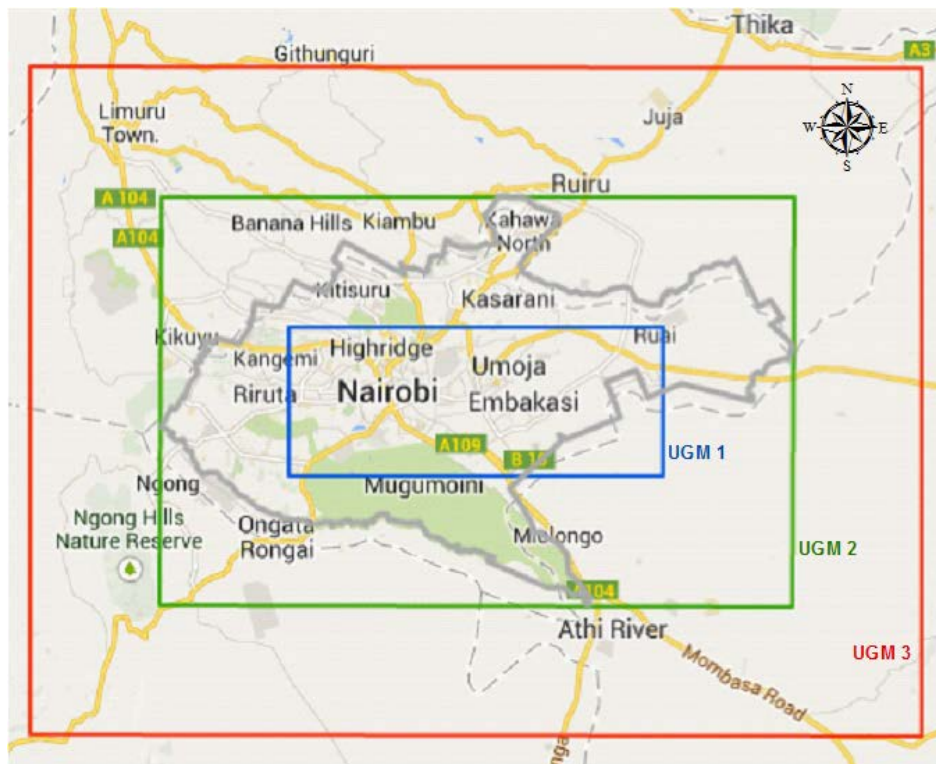 Thika
Githunguri
A3
N
W E
S
Limuru
Town.
Juja
Ruiru
A 104
Banana Hills
Kiambu
Kahawa
North
A104
Kitisuru
Kasarani
Kikuyu
Kangemi
Highridge
Ruai
Umoja
Riruta
Nairobi
Embakasi
A109
UGM 1
Ngong
Mugumoini
Ngong Hills
Nature Reserve
Ongata
Rongai
Mlolongo
UGM 2
Athi River
UGM 3
Mombasa Road